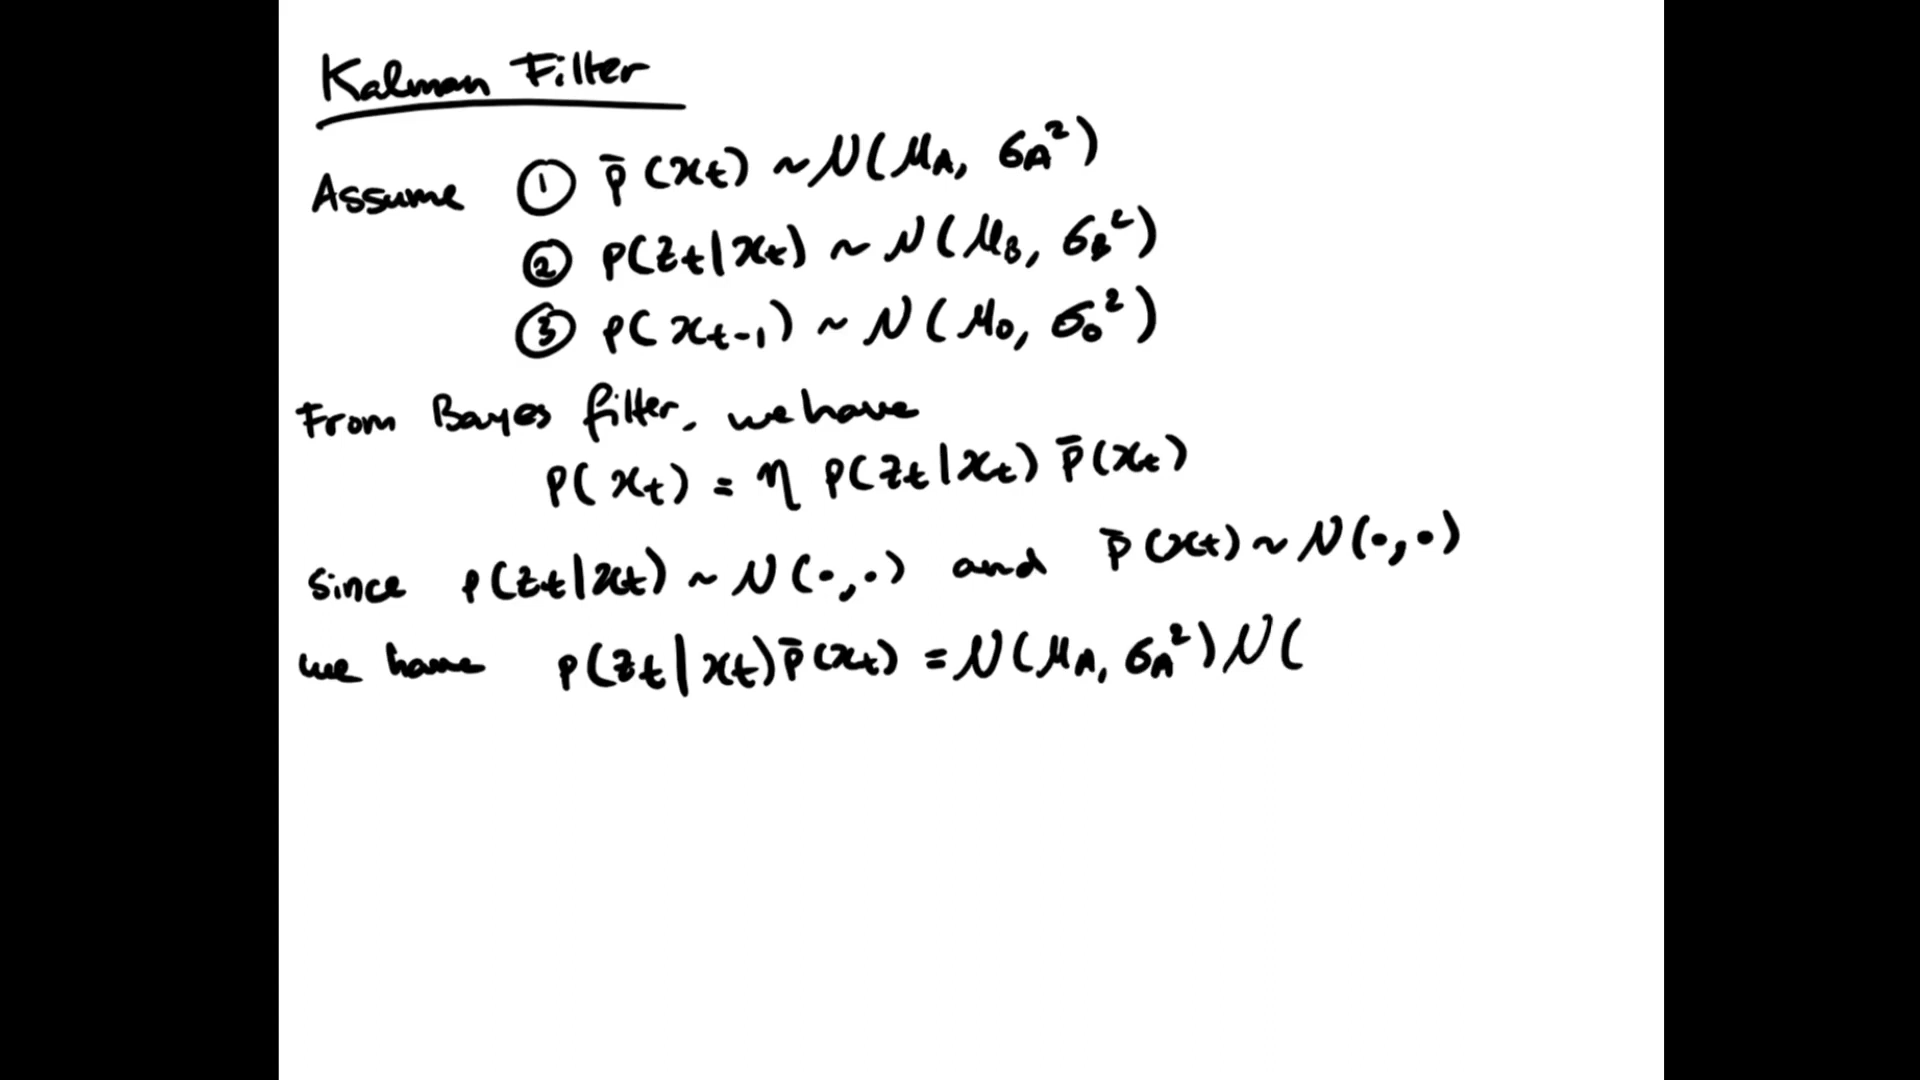 Kalman Filter
Assume ① p̄(xt) ~ N(μA, σA²)
② p(zt|xt) ~ N(μB, σB²)
③ p(xt-1) ~ N(μ0, σ0²)
From Bayes filter, we have
p(xt) = η p(zt|xt) p̄(xt)
Since p(zt|xt) ~ N(·,·) and p̄(xt) ~ N(·,·)
we have p(zt|xt)p̄(xt) = N(μA, σA²)N(